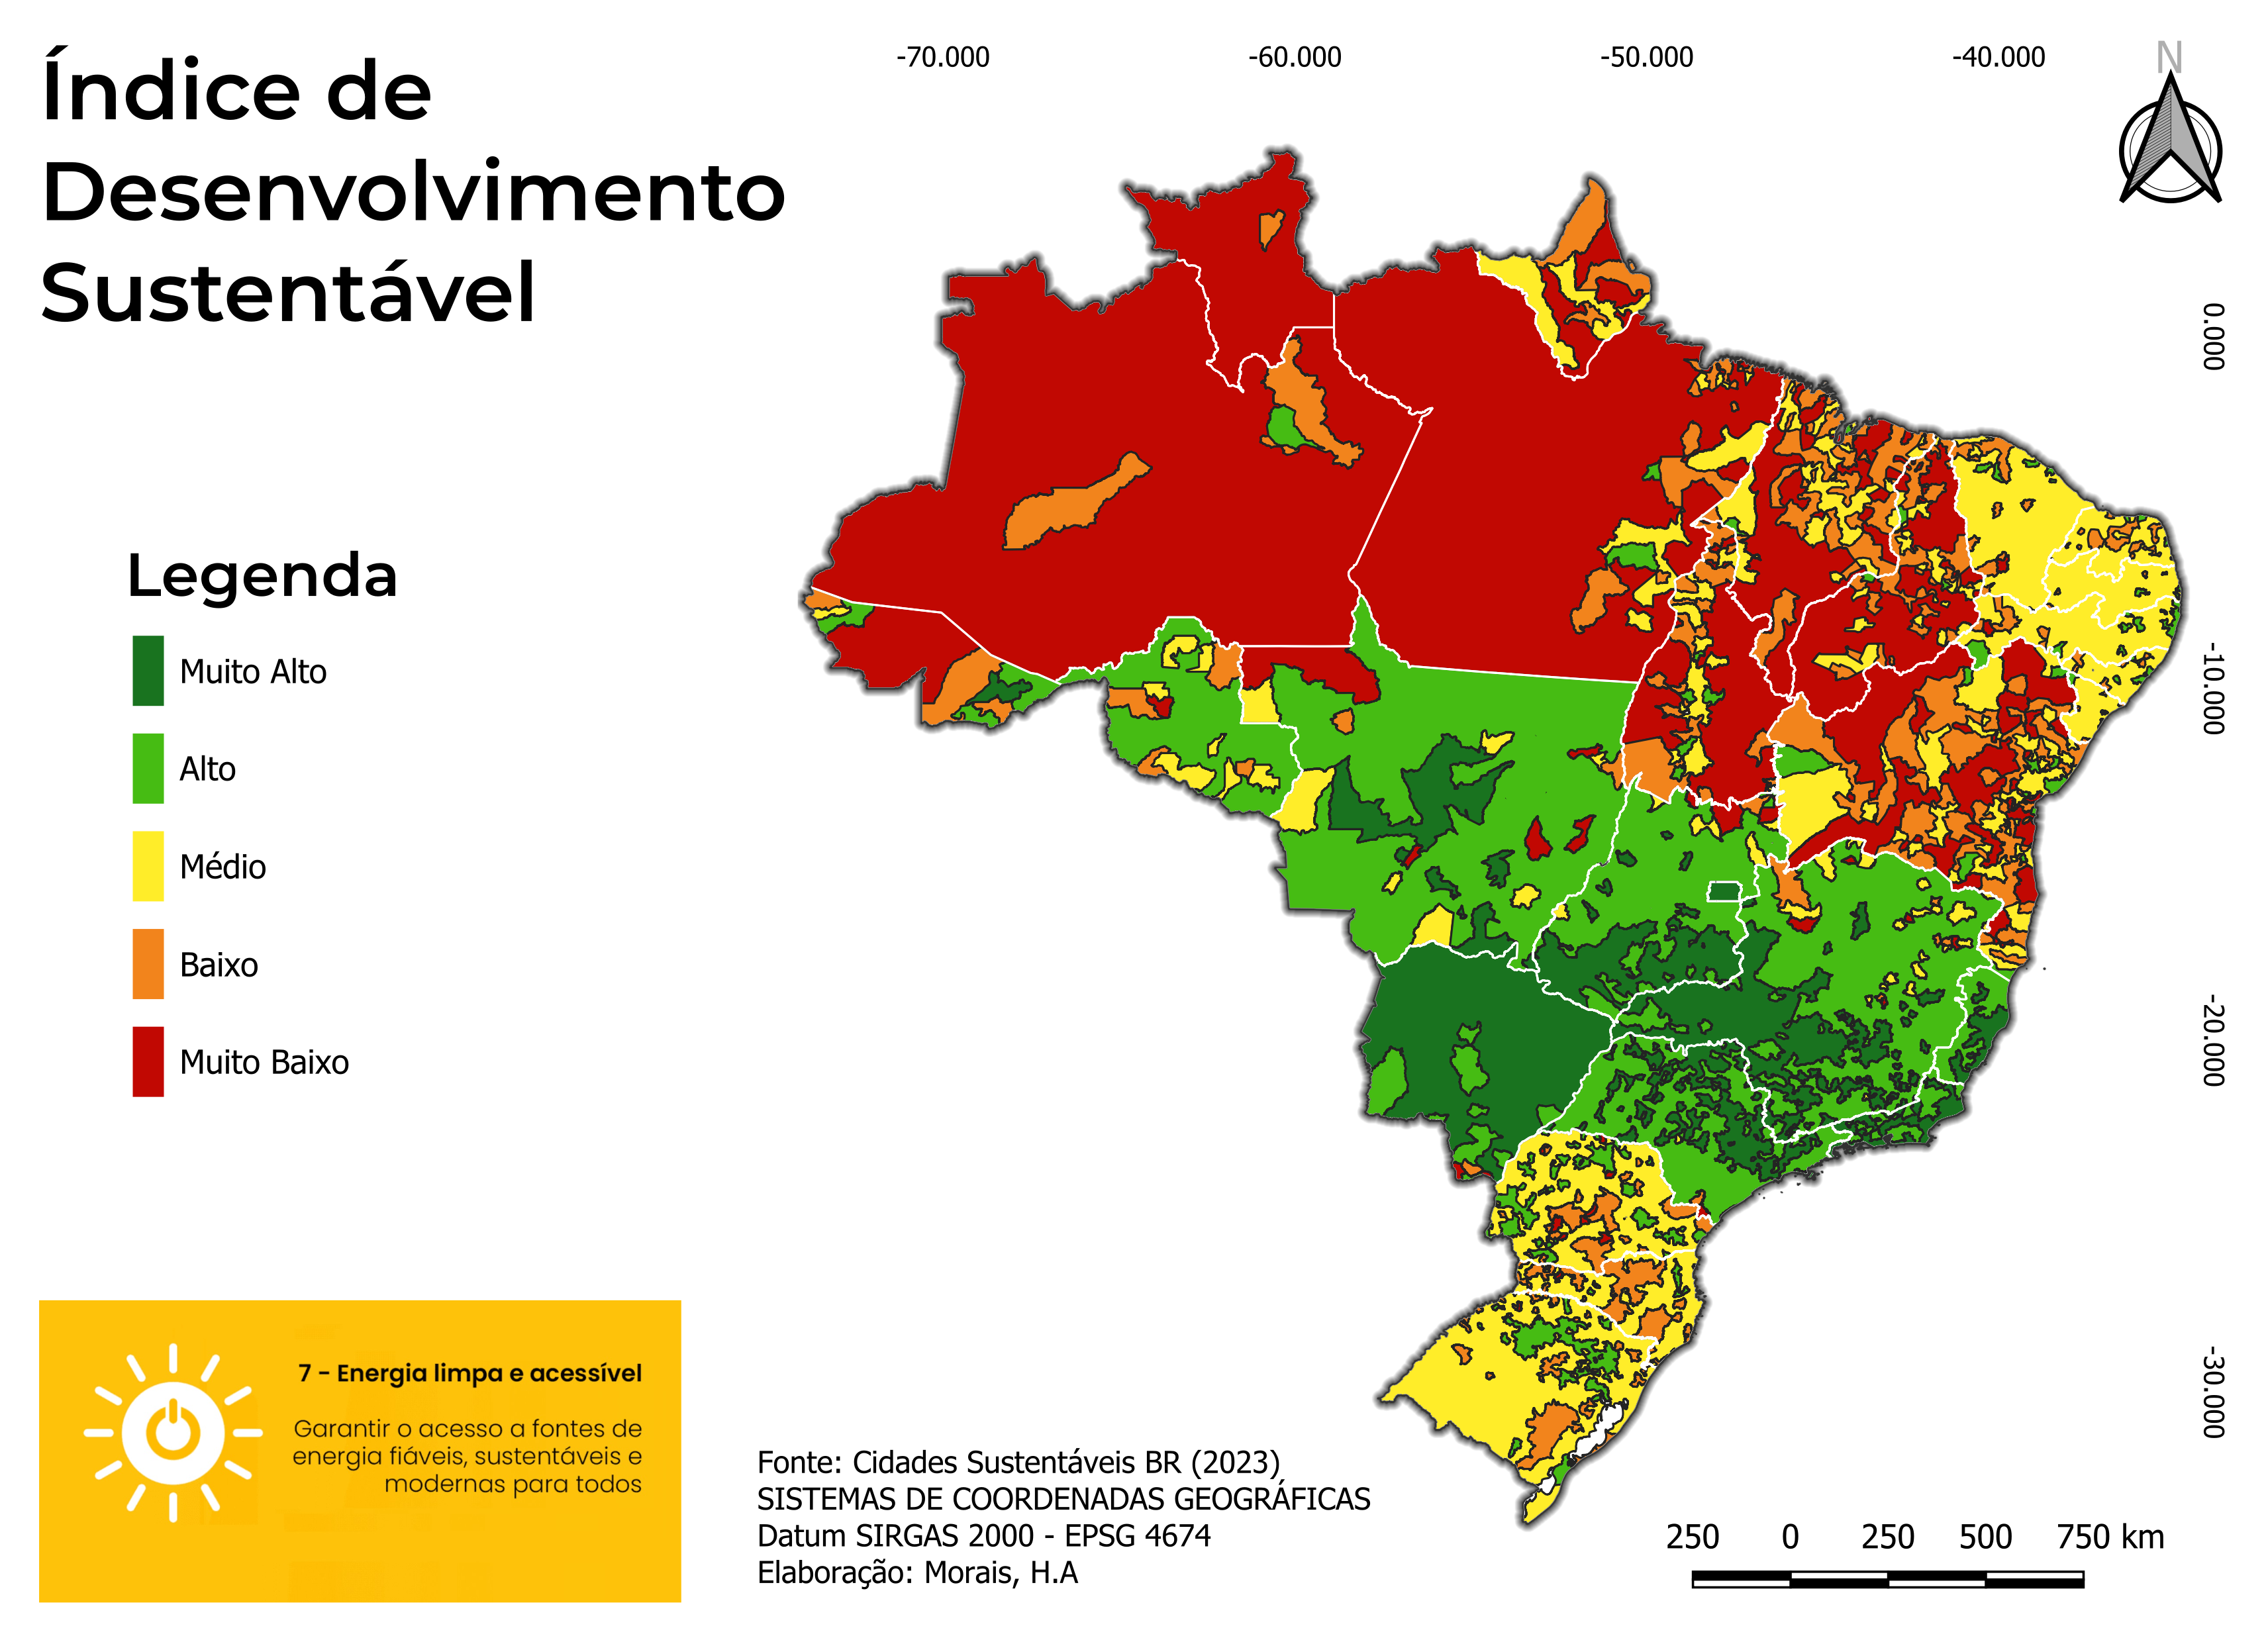 Índice de
Desenvolvimento
Sustentável
-70.000
-60.000
-50.000
-40.000
N
0.000
-10.000
-20.000
-30.000
Legenda
Muito Alto
Alto
Médio
Baixo
Muito Baixo
7 - Energia limpa e acessível
Garantir o acesso a fontes de
energia fiáveis, sustentáveis e
modernas para todos
Fonte: Cidades Sustentáveis BR (2023)
SISTEMAS DE COORDENADAS GEOGRÁFICAS
Datum SIRGAS 2000 - EPSG 4674
Elaboração: Morais, H.A
250 0 250 500 750 km